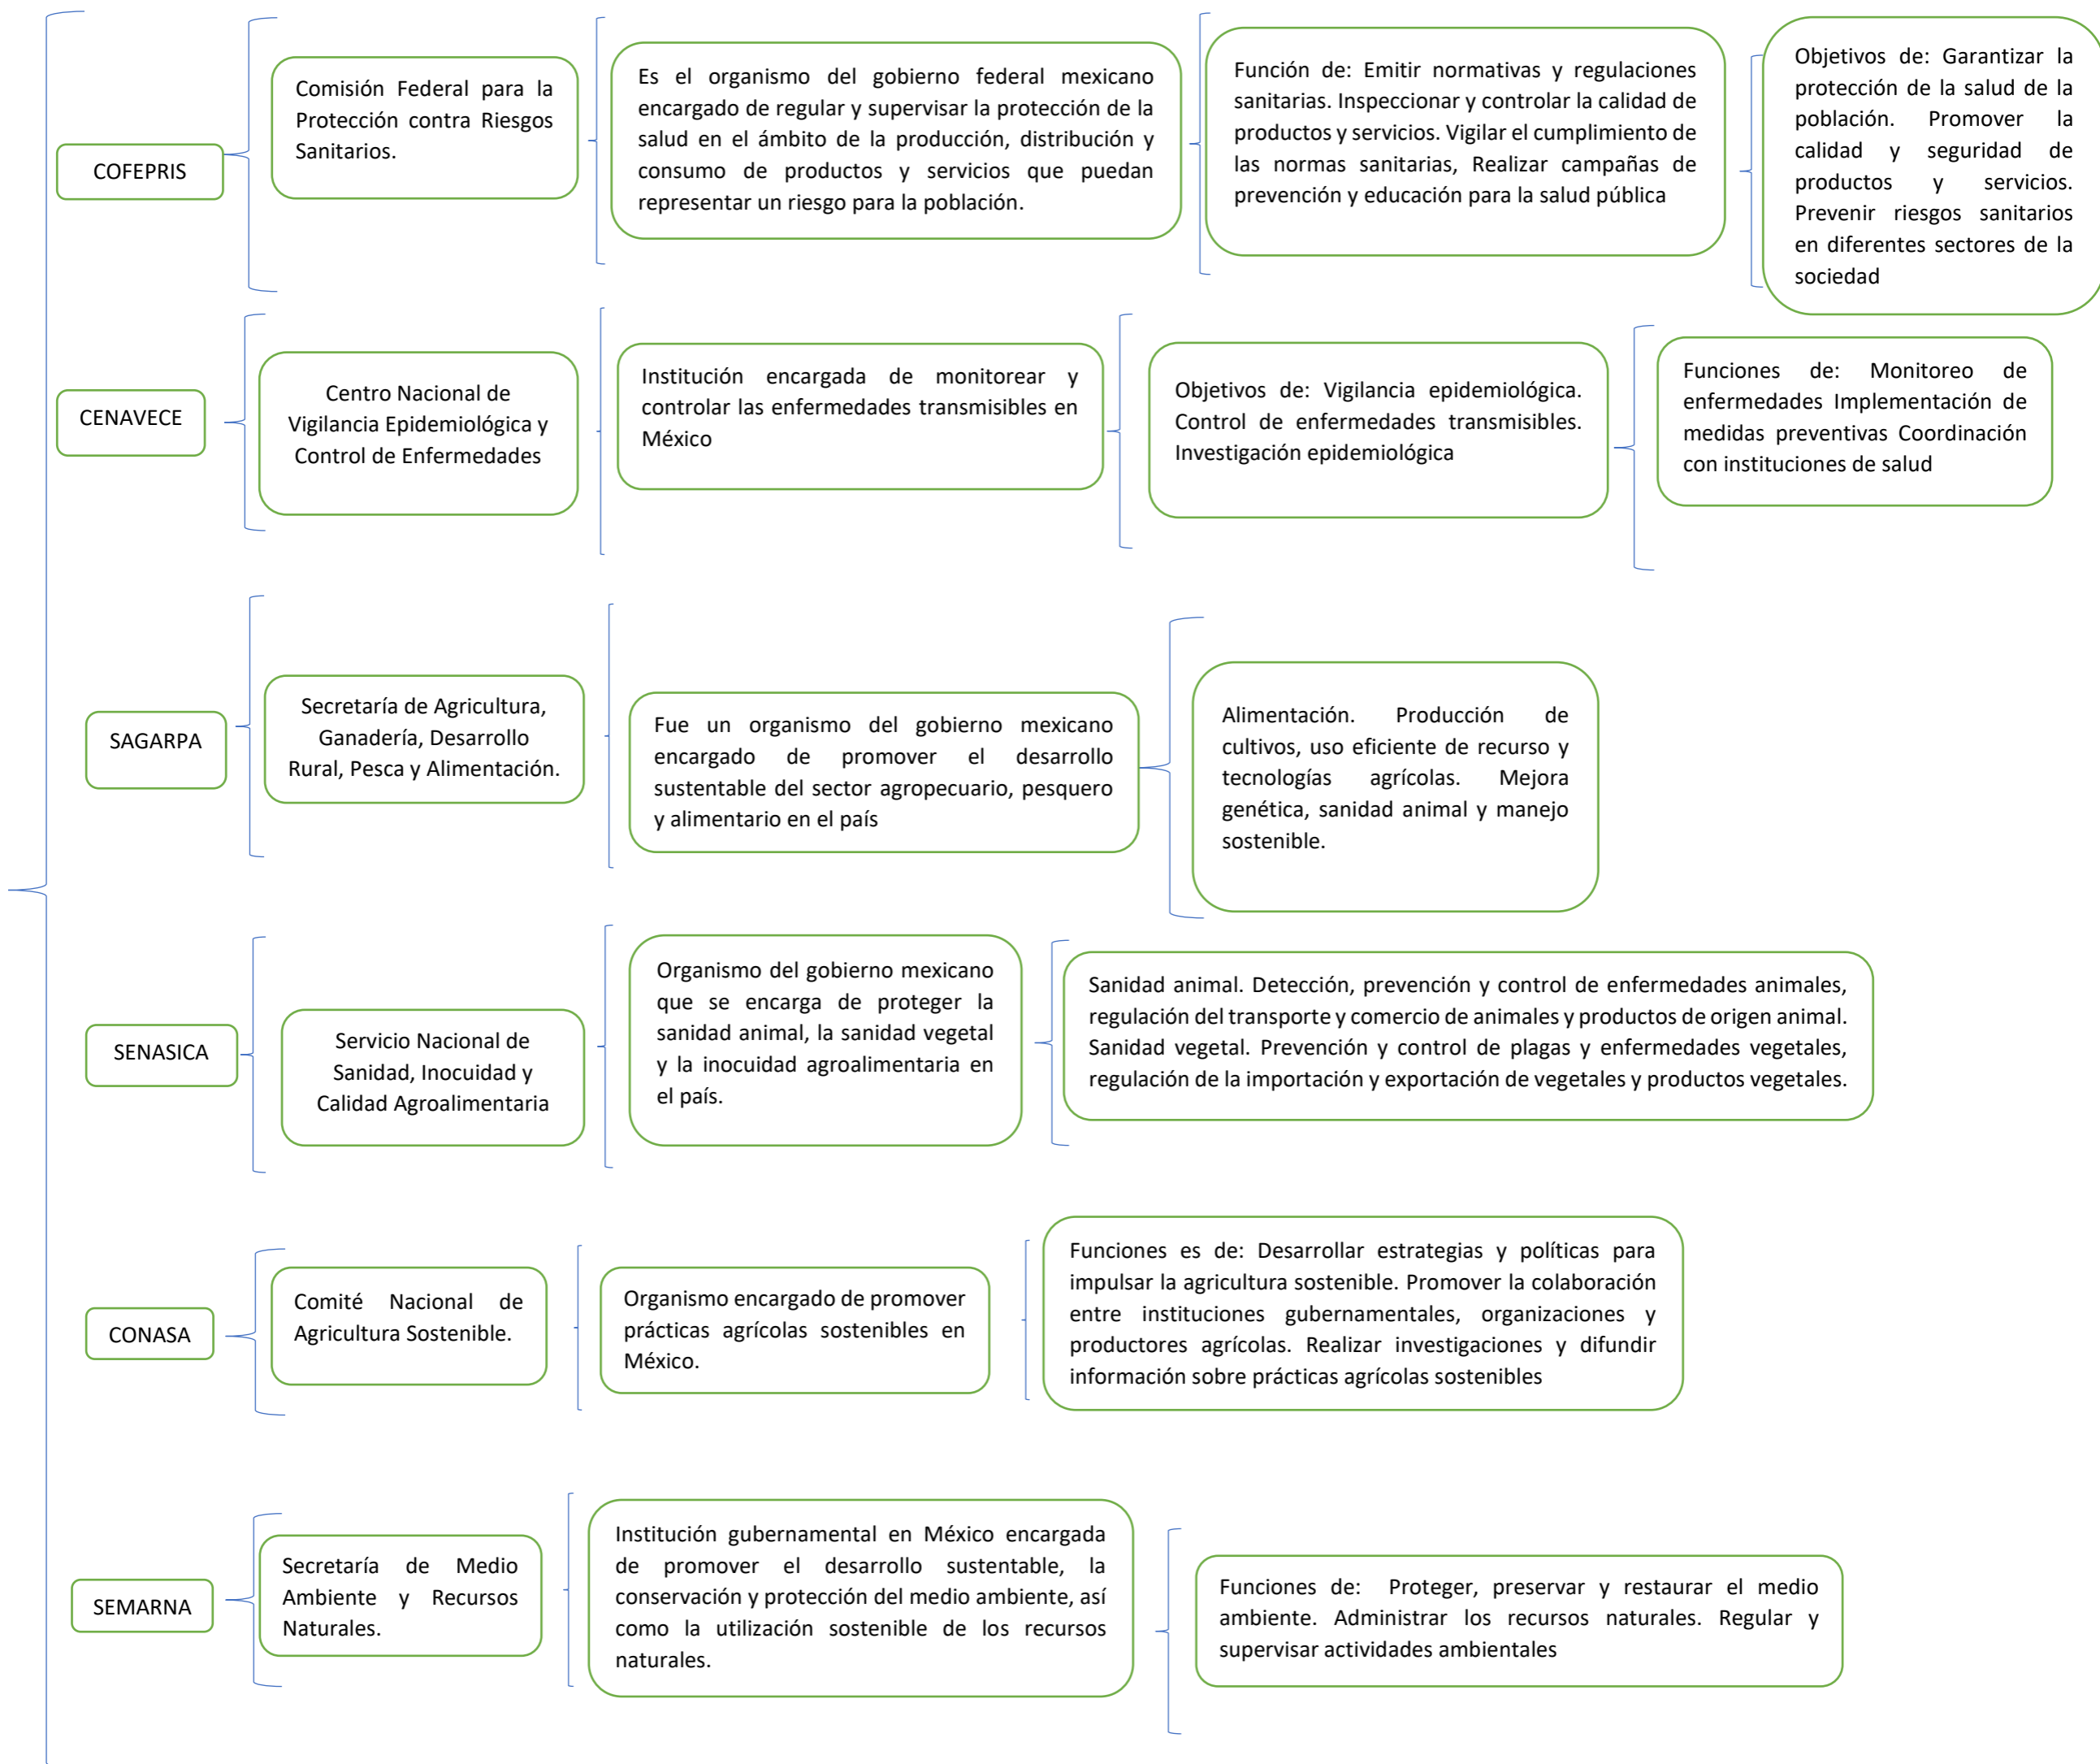 COFEPRIS
Comisión Federal para la
Protección contra Riesgos
Sanitarios.
Es el organismo del gobierno federal mexicano
encargado de regular y supervisar la protección de la
salud en el ámbito de la producción, distribución y
consumo de productos y servicios que puedan
representar un riesgo para la población.
Función de: Emitir normativas y regulaciones
sanitarias. Inspeccionar y controlar la calidad de
productos y servicios. Vigilar el cumplimiento de
las normas sanitarias, Realizar campañas de
prevención y educación para la salud pública
Objetivos de: Garantizar la
protección de la salud de la
población. Promover la
calidad y seguridad de
productos y servicios.
Prevenir riesgos sanitarios
en diferentes sectores de la
sociedad
CENAVECE
Centro Nacional de
Vigilancia Epidemiológica y
Control de Enfermedades
Institución encargada de monitorear y
controlar las enfermedades transmisibles en
México
Objetivos de: Vigilancia epidemiológica.
Control de enfermedades transmisibles.
Investigación epidemiológica
Funciones de: Monitoreo de
enfermedades Implementación de
medidas preventivas Coordinación
con instituciones de salud
SAGARPA
Secretaría de Agricultura,
Ganadería, Desarrollo
Rural, Pesca y Alimentación.
Fue un organismo del gobierno mexicano
encargado de promover el desarrollo
sustentable del sector agropecuario, pesquero
y alimentario en el país
Alimentación. Producción de
cultivos, uso eficiente de recurso y
tecnologías agrícolas. Mejora
genética, sanidad animal y manejo
sostenible.
SENASICA
Servicio Nacional de
Sanidad, Inocuidad y
Calidad Agroalimentaria
Organismo del gobierno mexicano
que se encarga de proteger la
sanidad animal, la sanidad vegetal
y la inocuidad agroalimentaria en
el país.
Sanidad animal. Detección, prevención y control de enfermedades animales,
regulación del transporte y comercio de animales y productos de origen animal.
Sanidad vegetal. Prevención y control de plagas y enfermedades vegetales,
regulación de la importación y exportación de vegetales y productos vegetales.
CONASA
Comité Nacional de
Agricultura Sostenible.
Organismo encargado de promover
prácticas agrícolas sostenibles en
México.
Funciones es de: Desarrollar estrategias y políticas para
impulsar la agricultura sostenible. Promover la colaboración
entre instituciones gubernamentales, organizaciones y
productores agrícolas. Realizar investigaciones y difundir
información sobre prácticas agrícolas sostenibles
SEMARNA
Secretaría de Medio
Ambiente y Recursos
Naturales.
Institución gubernamental en México encargada
de promover el desarrollo sustentable, la
conservación y protección del medio ambiente, así
como la utilización sostenible de los recursos
naturales.
Funciones de: Proteger, preservar y restaurar el medio
ambiente. Administrar los recursos naturales. Regular y
supervisar actividades ambientales